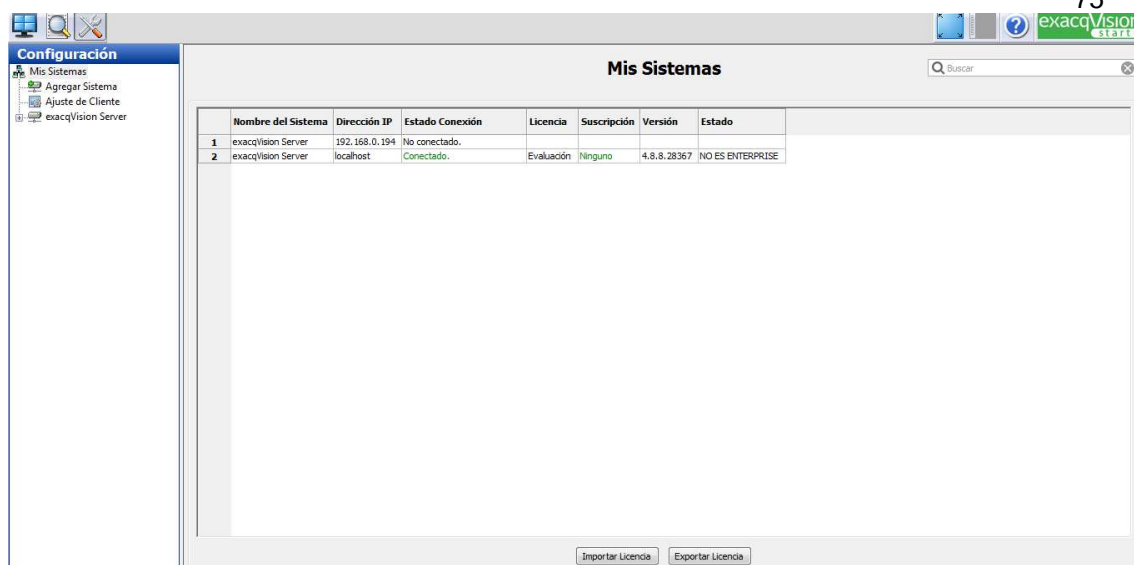 75
exacqVision
start
Configuración
Mis Sistemas
Agregar Sistema
Ajuste de Cliente
exacqVision Server
Mis Sistemas
Buscar
Nombre del Sistema Dirección IP Estado Conexión Licencia Suscripción Versión Estado
1 exacqVision Server 192.168.0.194 No conectado.
2 exacqVision Server localhost Conectado. Evaluación Ninguno 4.8.8.28367 NO ES ENTERPRISE
Importar Licencia Exportar Licencia